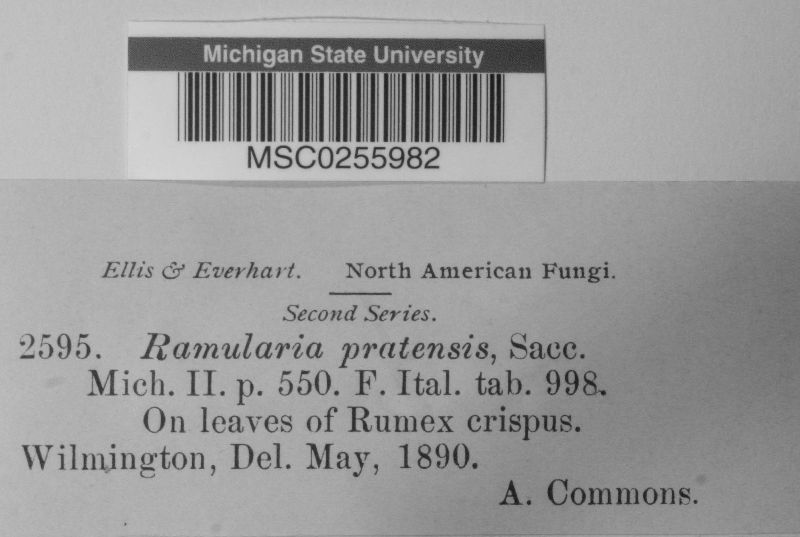 Michigan State University
MSC0255982
Ellis & Everhart. North American Fungi.
Second Series.
2595. Ramularia pratensis, Sacc.
Mich. II. p. 550. F. Ital. tab. 998.
On leaves of Rumex crispus.
Wilmington, Del. May, 1890.
A. Commons.